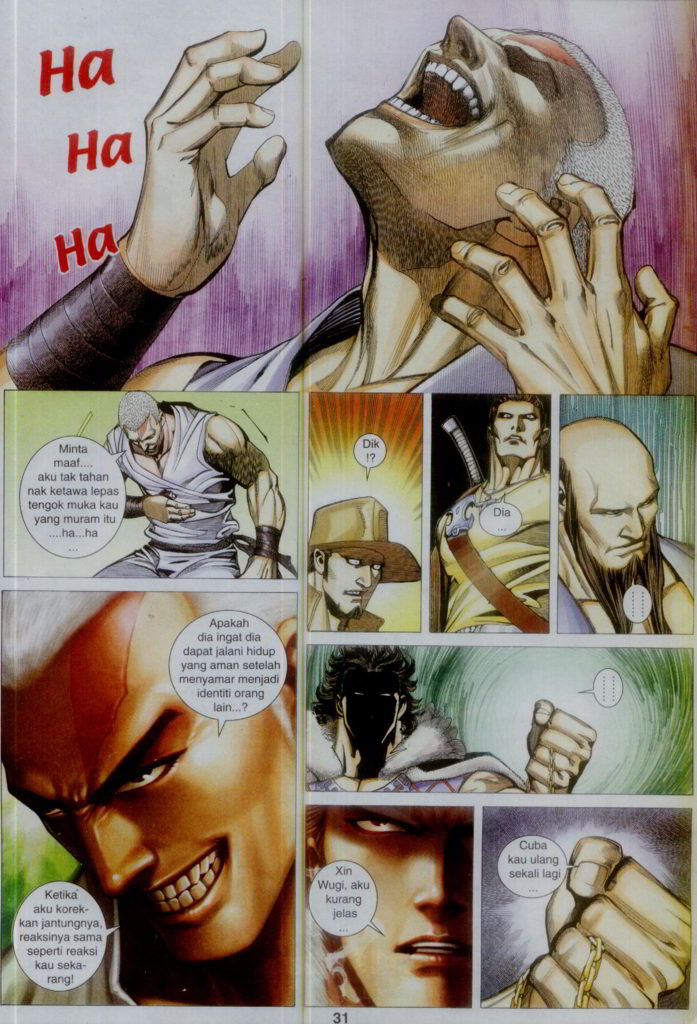 Ha
Ha
Ha
Minta
maaf....
aku tak tahan
nak ketawa lepas
tengok muka kau
yang muram itu
....ha...ha
...
Dik
!?
Dia
...
Apakah
dia ingat dia
dapat jalani hidup
yang aman setelah
menyamar menjadi
identiti orang
lain...?
Ketika
aku korek-
kan jantungnya,
reaksinya sama
seperti reaksi
kau seka-
rang!
Xin
Wugi, aku
kurang
jelas
...
Cuba
kau ulang
sekali lagi
...
31